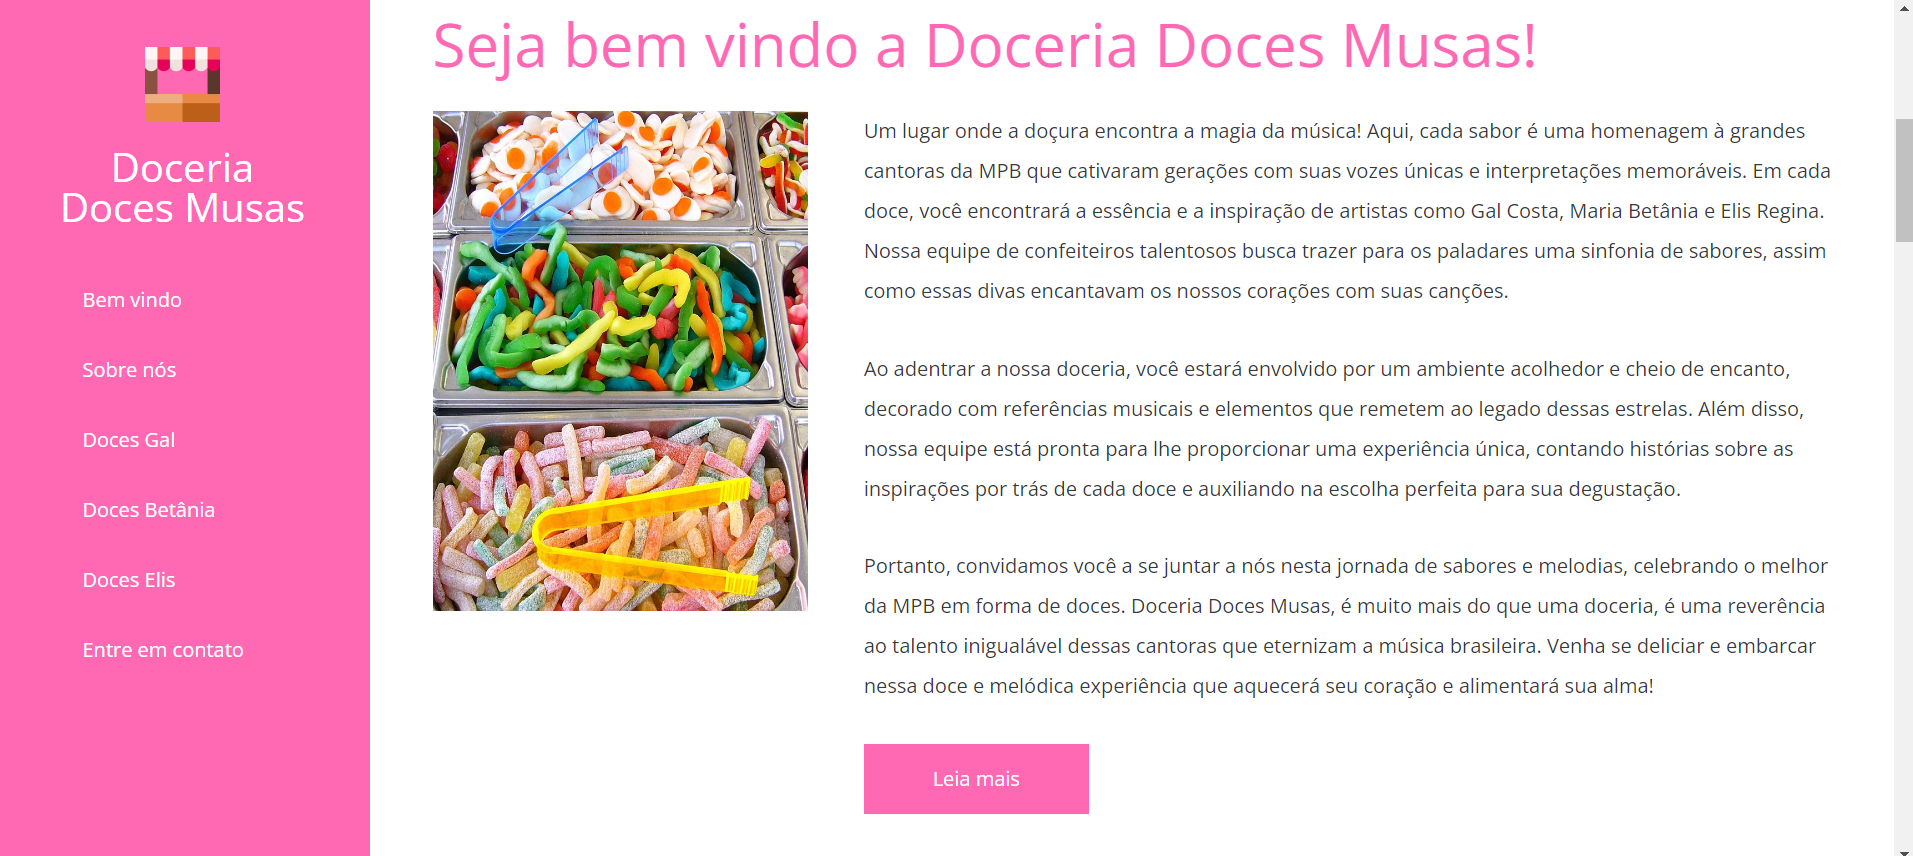 Doceria
Doces Musas
Bem vindo
Sobre nós
Doces Gal
Doces Betânia
Doces Elis
Entre em contato
Seja bem vindo a Doceria Doces Musas!
Um lugar onde a doçura encontra a magia da música! Aqui, cada sabor é uma homenagem à grandes
cantoras da MPB que cativaram gerações com suas vozes únicas e interpretações memoráveis. Em cada
doce, você encontrará a essência e a inspiração de artistas como Gal Costa, Maria Betânia e Elis Regina.
Nossa equipe de confeiteiros talentosos busca trazer para os paladares uma sinfonia de sabores, assim
como essas divas encantavam os nossos corações com suas canções.
Ao adentrar a nossa doceria, você estará envolvido por um ambiente acolhedor e cheio de encanto,
decorado com referências musicais e elementos que remetem ao legado dessas estrelas. Além disso,
nossa equipe está pronta para lhe proporcionar uma experiência única, contando histórias sobre as
inspirações por trás de cada doce e auxiliando na escolha perfeita para sua degustação.
Portanto, convidamos você a se juntar a nós nesta jornada de sabores e melodias, celebrando o melhor
da MPB em forma de doces. Doceria Doces Musas, é muito mais do que uma doceria, é uma reverência
ao talento inigualável dessas cantoras que eternizam a música brasileira. Venha se deliciar e embarcar
nessa doce e melódica experiência que aquecerá seu coração e alimentará sua alma!
Leia mais